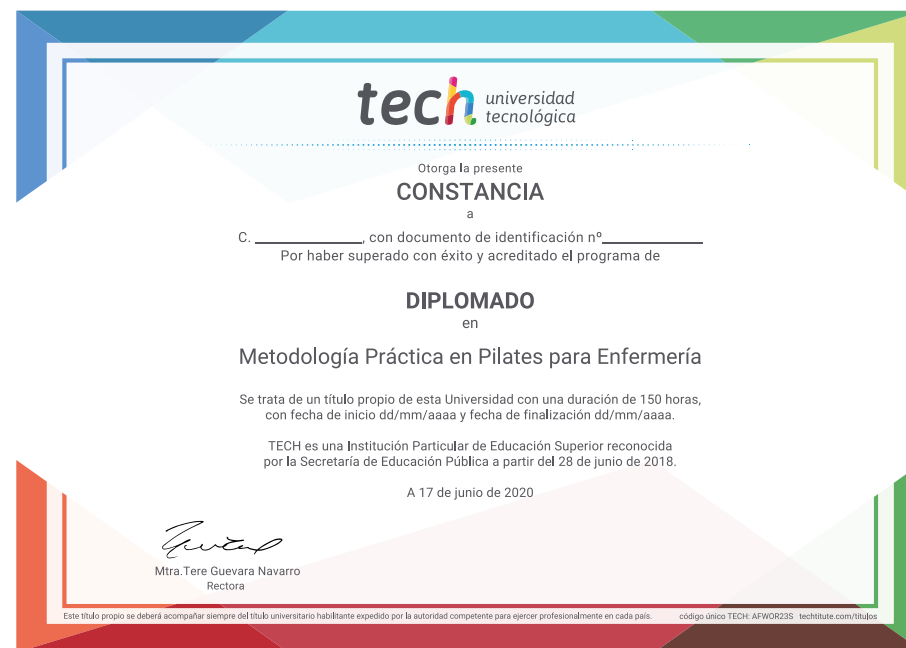 tech universidad
tecnológica
Otorga la presente
CONSTANCIA
a
C. ____________, con documento de identificación nº____________
Por haber superado con éxito y acreditado el programa de
DIPLOMADO
en
Metodología Práctica en Pilates para Enfermería
Se trata de un título propio de esta Universidad con una duración de 150 horas,
con fecha de inicio dd/mm/aaaa y fecha de finalización dd/mm/aaaa.
TECH es una Institución Particular de Educación Superior reconocida
por la Secretaría de Educación Pública a partir del 28 de junio de 2018.
A 17 de junio de 2020
Mtra.Tere Guevara Navarro
Rectora
Este título propio se deberá acompañar siempre del título universitario habilitante expedido por la autoridad competente para ejercer profesionalmente en cada país. código único TECH: AFWOR23S techtitute.com/titulos